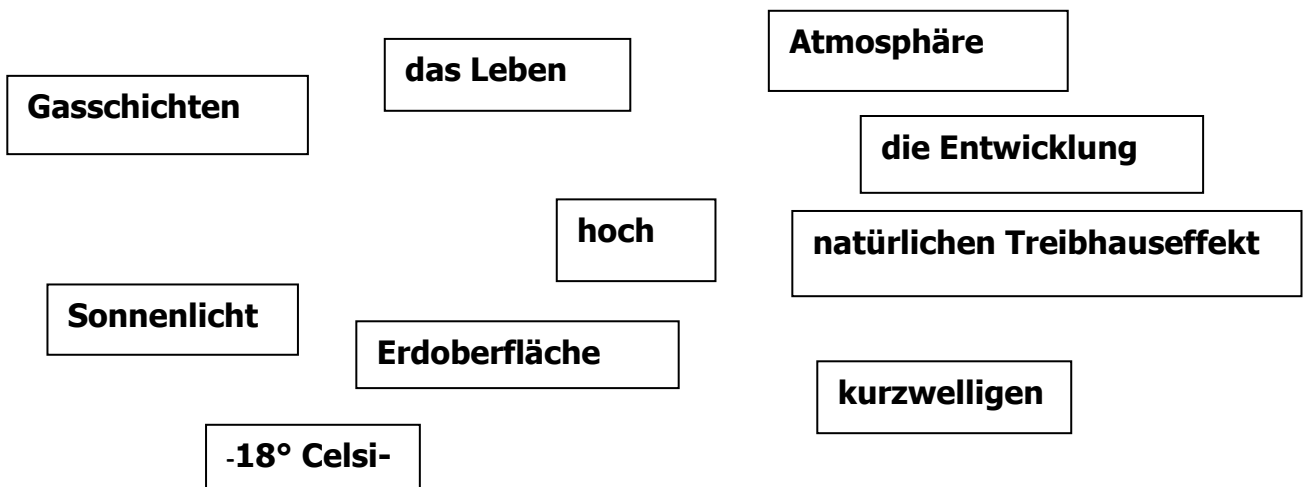 Atmosphäre
das Leben
Gasschichten
die Entwicklung
hoch
natürlichen Treibhauseffekt
Sonnenlicht
Erdoberfläche
kurzwelligen
-18° Celsi-